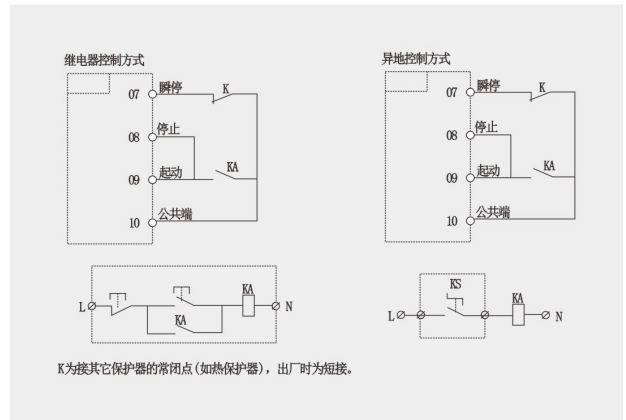 继电器控制方式
07 瞬停 K
08 停止
09 起动 KA
10 公共端
L KA N
KA
异地控制方式
07 瞬停 K
08 停止
09 起动 KA
10 公共端
KS
L KA N
K为接其它保护器的常闭点(如热保护器)，出厂时为短接。